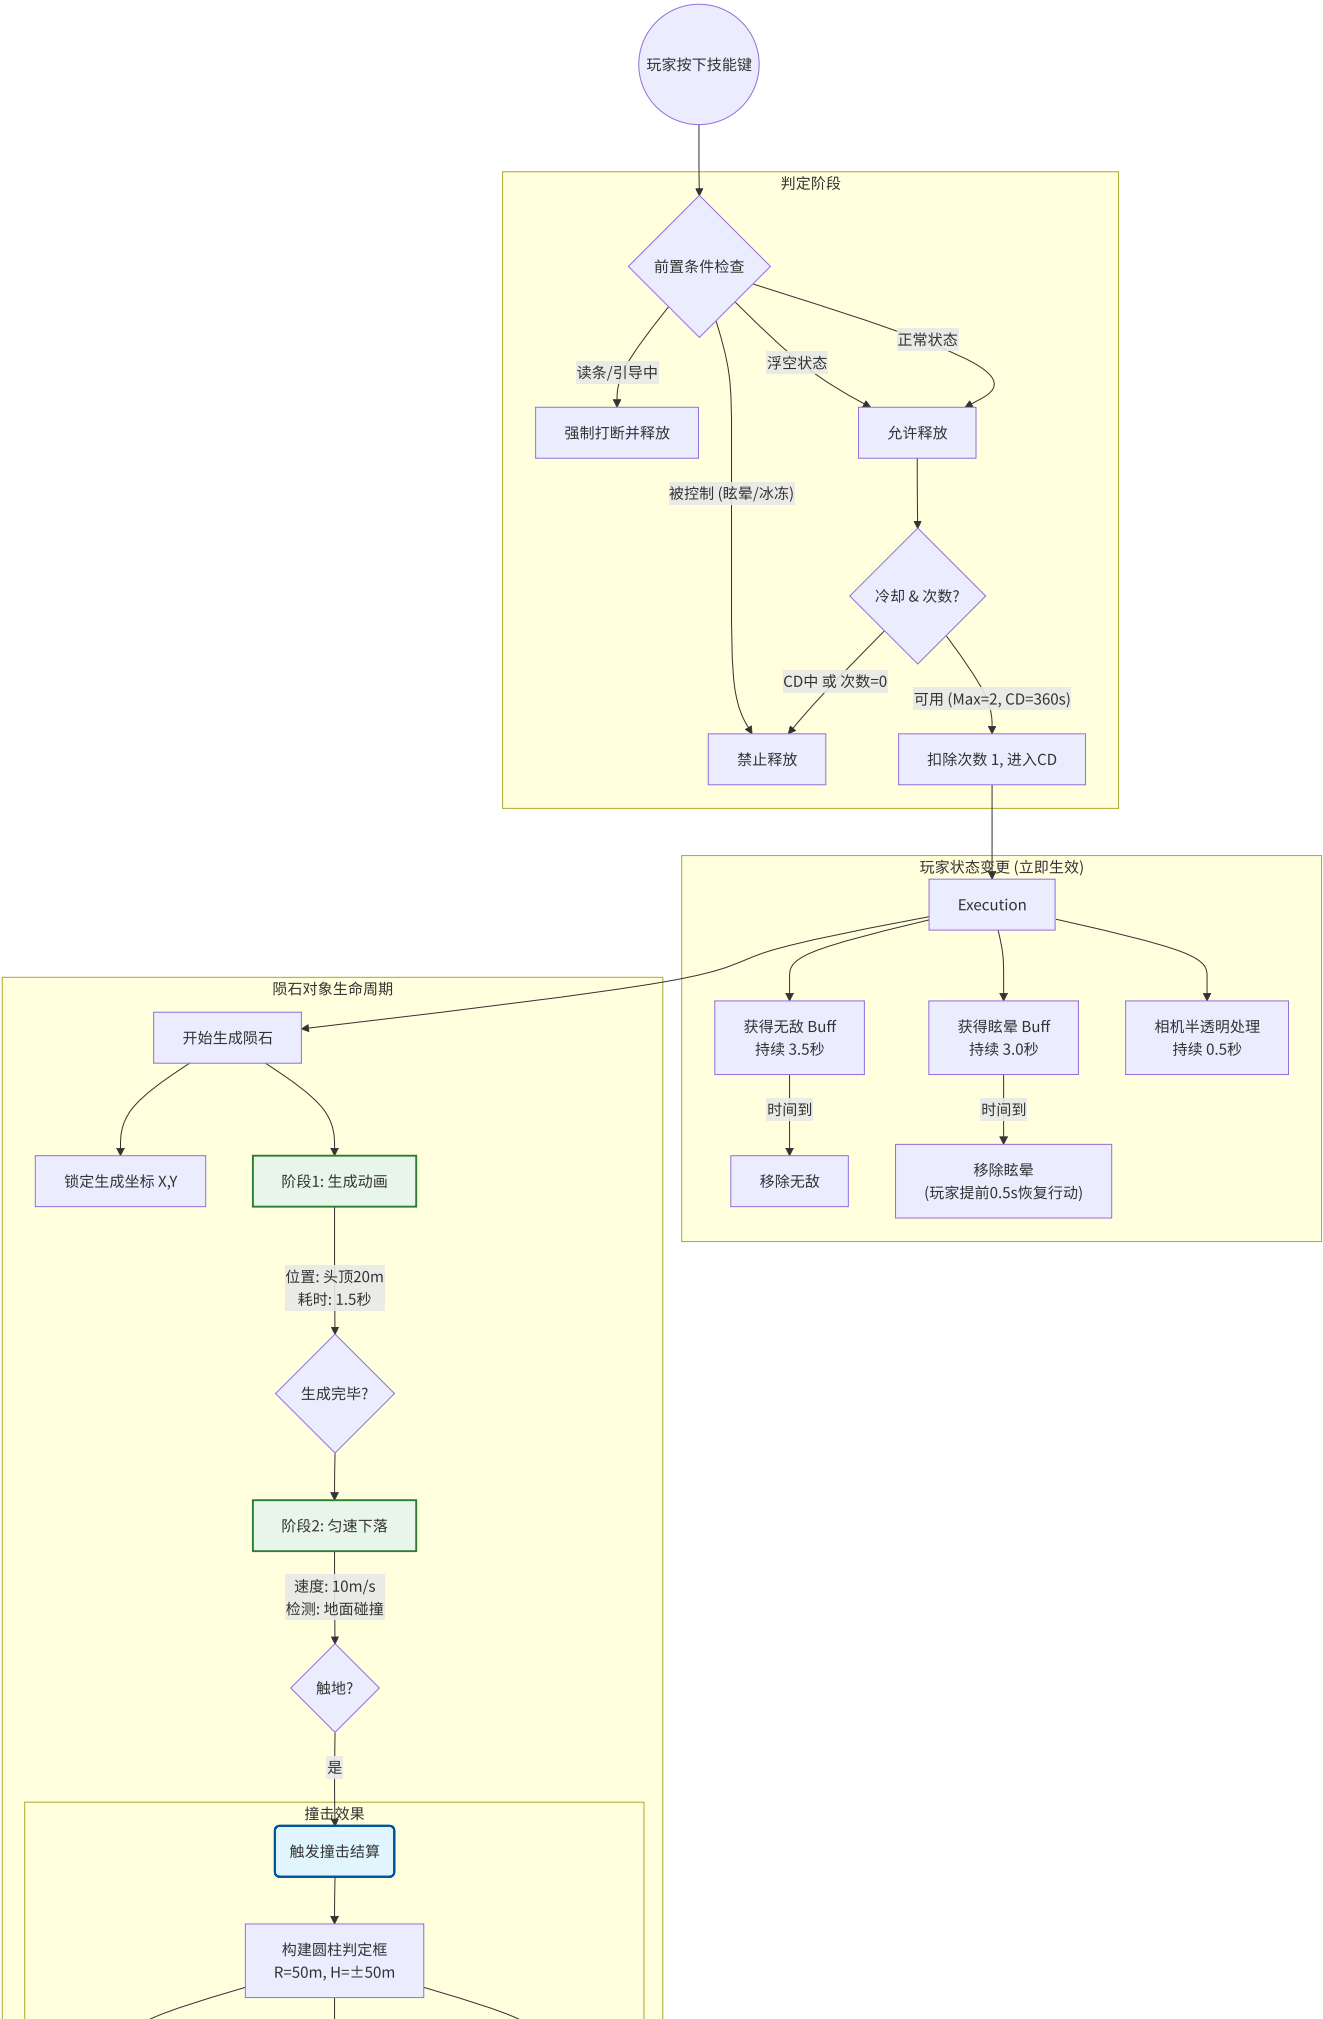 玩家按下技能键
判定阶段
前置条件检查
正常状态
浮空状态
读条/引导中
强制打断并释放
允许释放
被控制 (眩晕/冰冻)
冷却 & 次数?
CD中 或 次数=0
可用 (Max=2, CD=360s)
禁止释放
扣除次数 1, 进入CD
玩家状态变更 (立即生效)
Execution
陨石对象生命周期
开始生成陨石
获得无敌 Buff
持续 3.5秒
获得眩晕 Buff
持续 3.0秒
相机半透明处理
持续 0.5秒
时间到
时间到
锁定生成坐标 X,Y
阶段1: 生成动画
移除无敌
移除眩晕
(玩家提前0.5s恢复行动)
位置: 头顶20m
耗时: 1.5秒
生成完毕?
阶段2: 匀速下落
速度: 10m/s
检测: 地面碰撞
触地?
是
撞击效果
触发撞击结算
构建圆柱判定框
R=50m, H=±50m